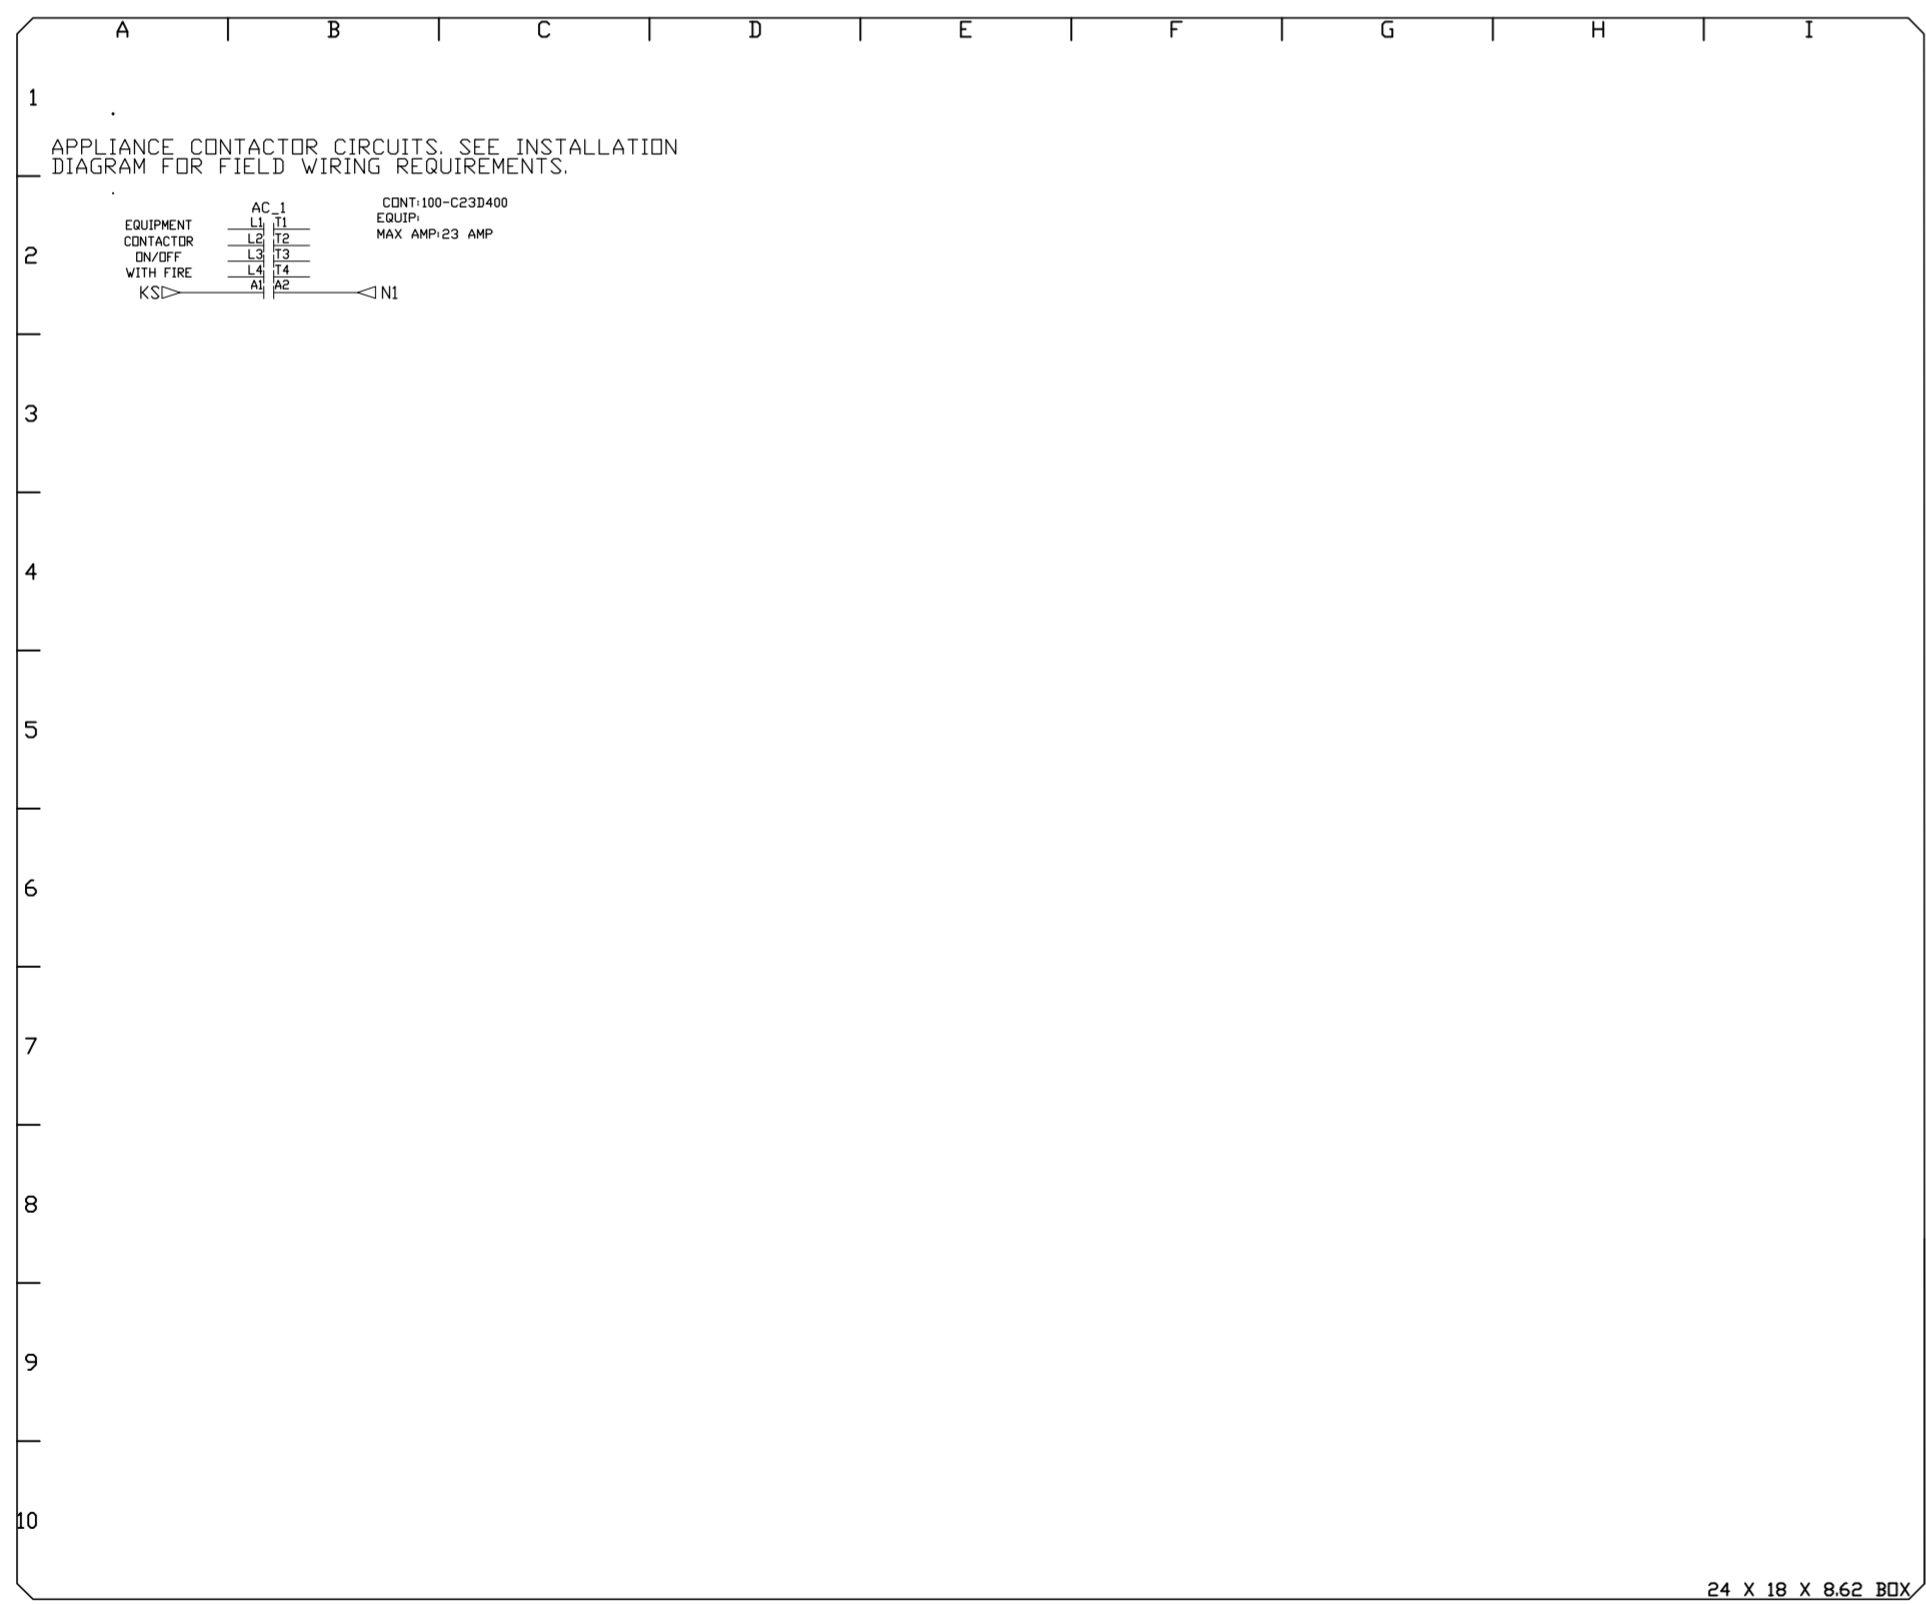 A B C D E F G H I
1
APPLIANCE CONTACTOR CIRCUITS. SEE INSTALLATION
DIAGRAM FOR FIELD WIRING REQUIREMENTS.
AC_1 CONT:100-C23D400
EQUIP:
EQUIPMENT L1 T1
MAX AMP:23 AMP
CONTACTOR L2 T2
2
ON/OFF L3 T3
WITH FIRE L4 T4
A1 A2
KS N1
3
4
5
6
7
8
9
10
24 X 18 X 8.62 BOX